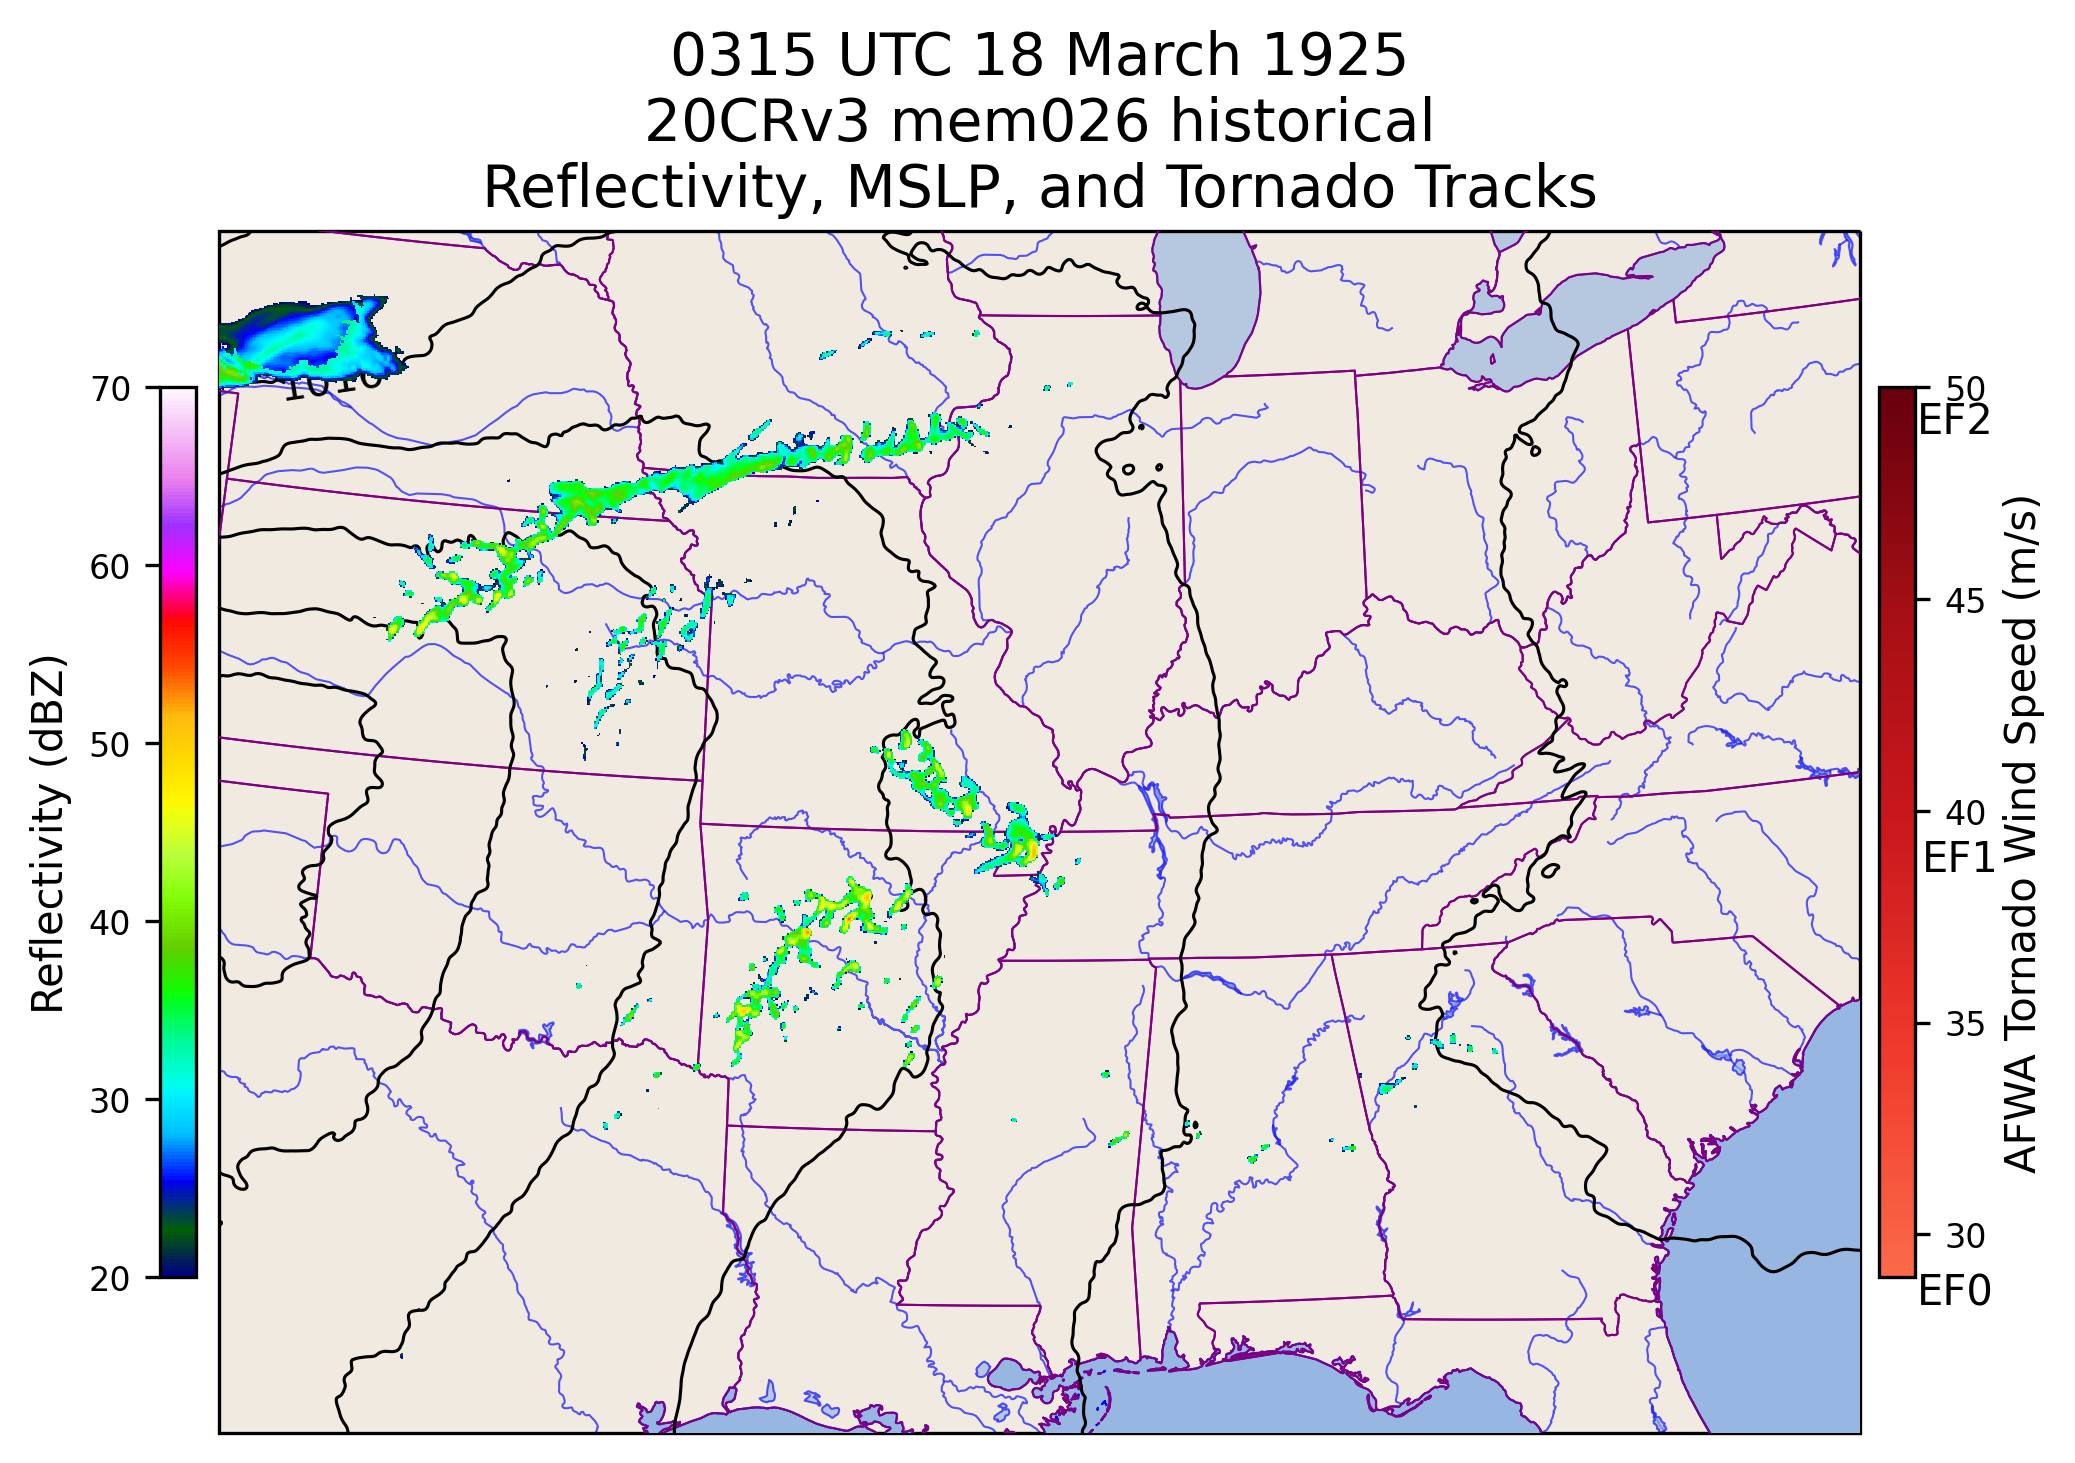 0315 UTC 18 March 1925
20CRv3 mem026 historical
Reflectivity, MSLP, and Tornado Tracks
70
60
50
40
30
20
Reflectivity (dBZ)
50
EF2
45
40
EF1
35
30
EF0
AFWA Tornado Wind Speed (m/s)